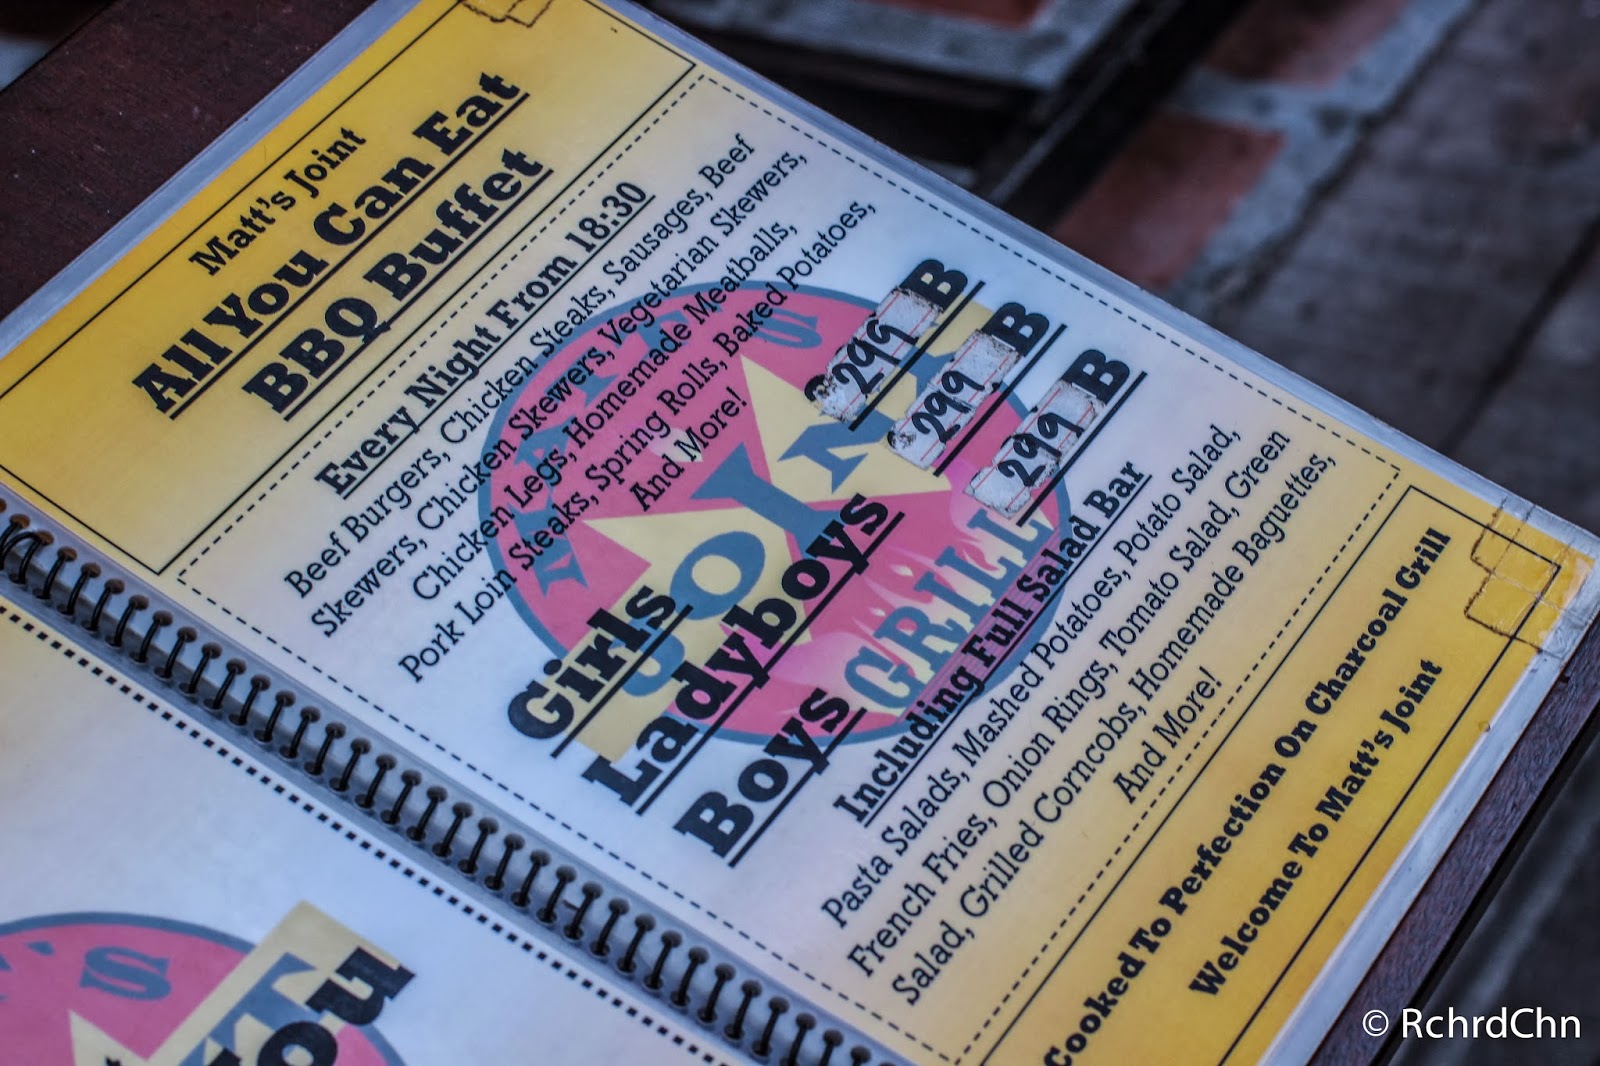 Matt's Joint
All You Can Eat
BBQ Buffet
Every Night From 18:30
Beef Burgers, Chicken Steaks, Sausages, Beef
Skewers, Chicken Skewers, Vegetarian Skewers,
Chicken Legs, Homemade Meatballs,
Pork Loin Steaks, Spring Rolls, Baked Potatoes,
And More!
MATT'S
JOINT
GRILL
Girls 299 B
Ladyboys 299 B
Boys 299 B
Including Full Salad Bar
Pasta Salads, Mashed Potatoes, Potato Salad,
French Fries, Onion Rings, Tomato Salad, Green
Salad, Grilled Corncobs, Homemade Baguettes,
And More!
Cooked To Perfection On Charcoal Grill
Welcome To Matt's Joint
'S
ou
© RchrdChn